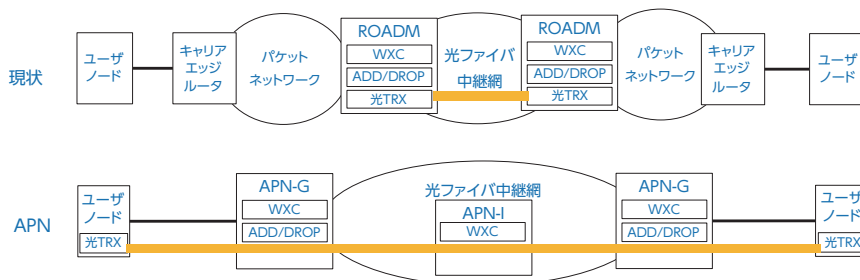 現状
ユーザ
ノード
キャリア
エッジ
ルータ
パケット
ネットワーク
ROADM
WXC
ADD/DROP
光TRX
光ファイバ
中継網
ROADM
WXC
ADD/DROP
光TRX
パケット
ネットワーク
キャリア
エッジ
ルータ
ユーザ
ノード
APN
ユーザ
ノード
光TRX
APN-G
WXC
ADD/DROP
光ファイバ中継網
APN-I
WXC
APN-G
WXC
ADD/DROP
ユーザ
ノード
光TRX